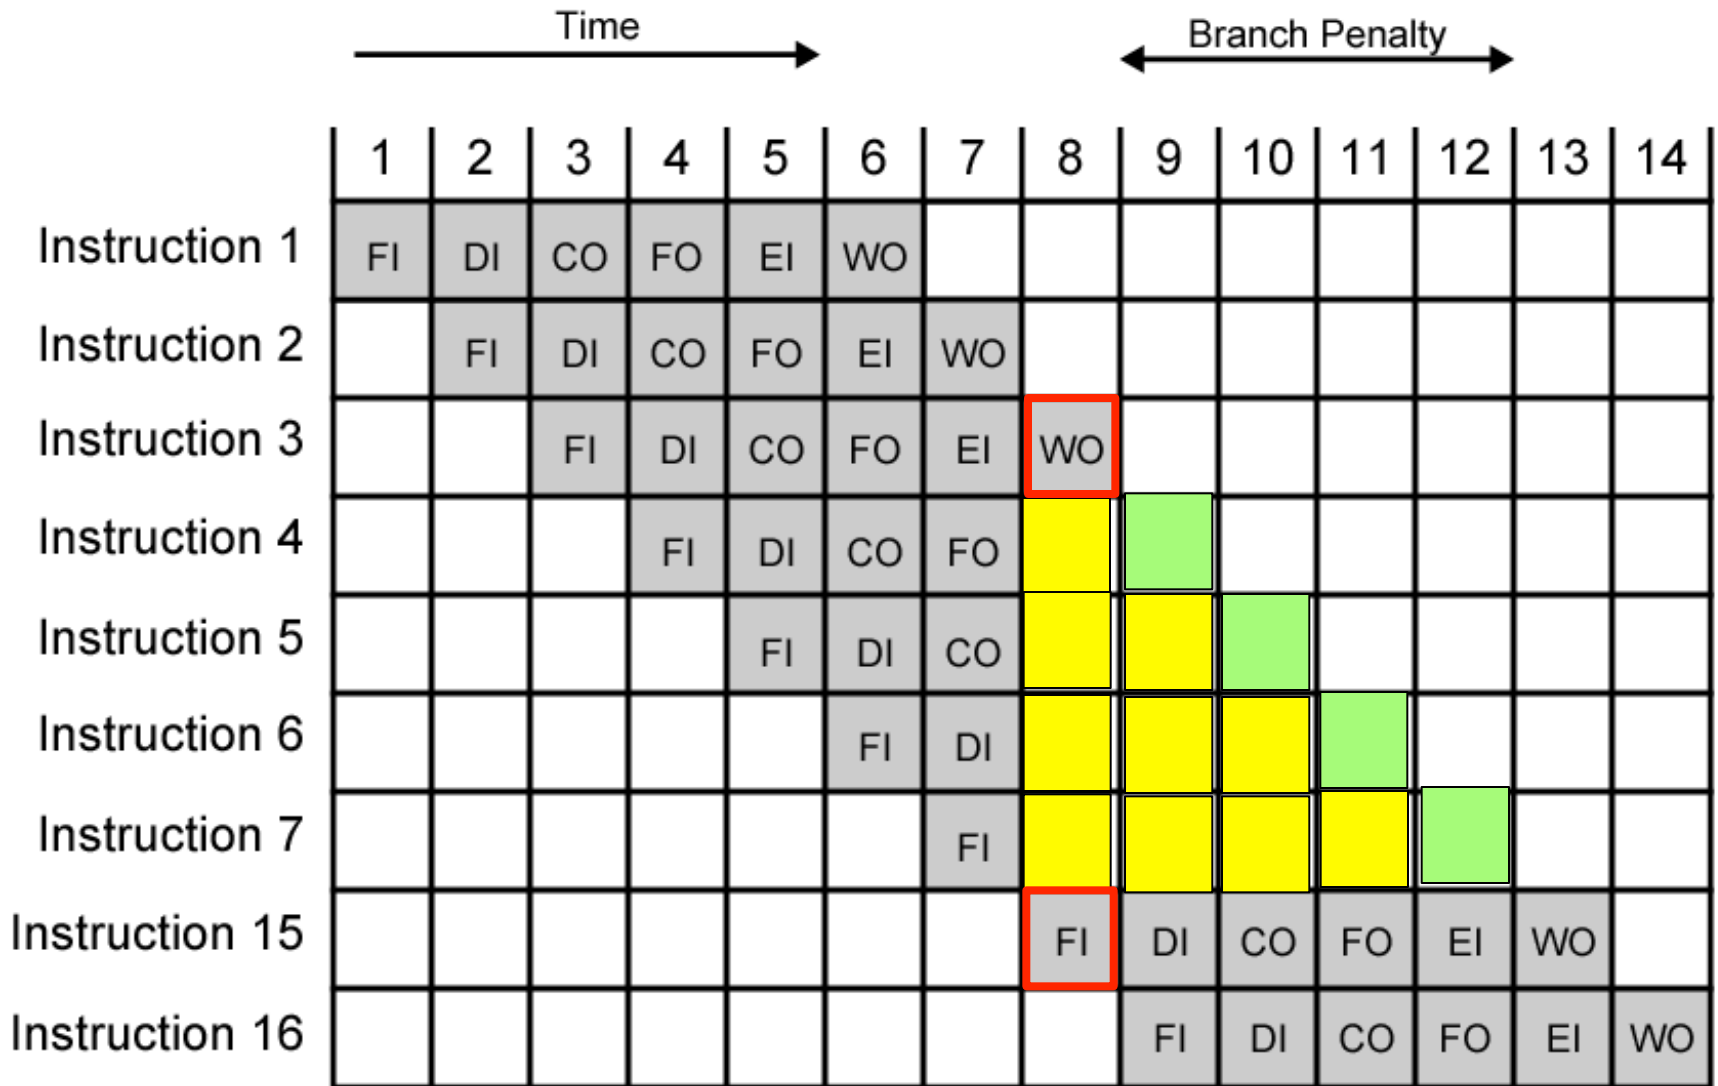 Time Branch Penalty
1 2 3 4 5 6 7 8 9 10 11 12 13 14
Instruction 1 FI DI CO FO EI WO
Instruction 2 FI DI CO FO EI WO
Instruction 3 FI DI CO FO EI WO
Instruction 4 FI DI CO FO
Instruction 5 FI DI CO
Instruction 6 FI DI
Instruction 7 FI
Instruction 15 FI DI CO FO EI WO
Instruction 16 FI DI CO FO EI WO